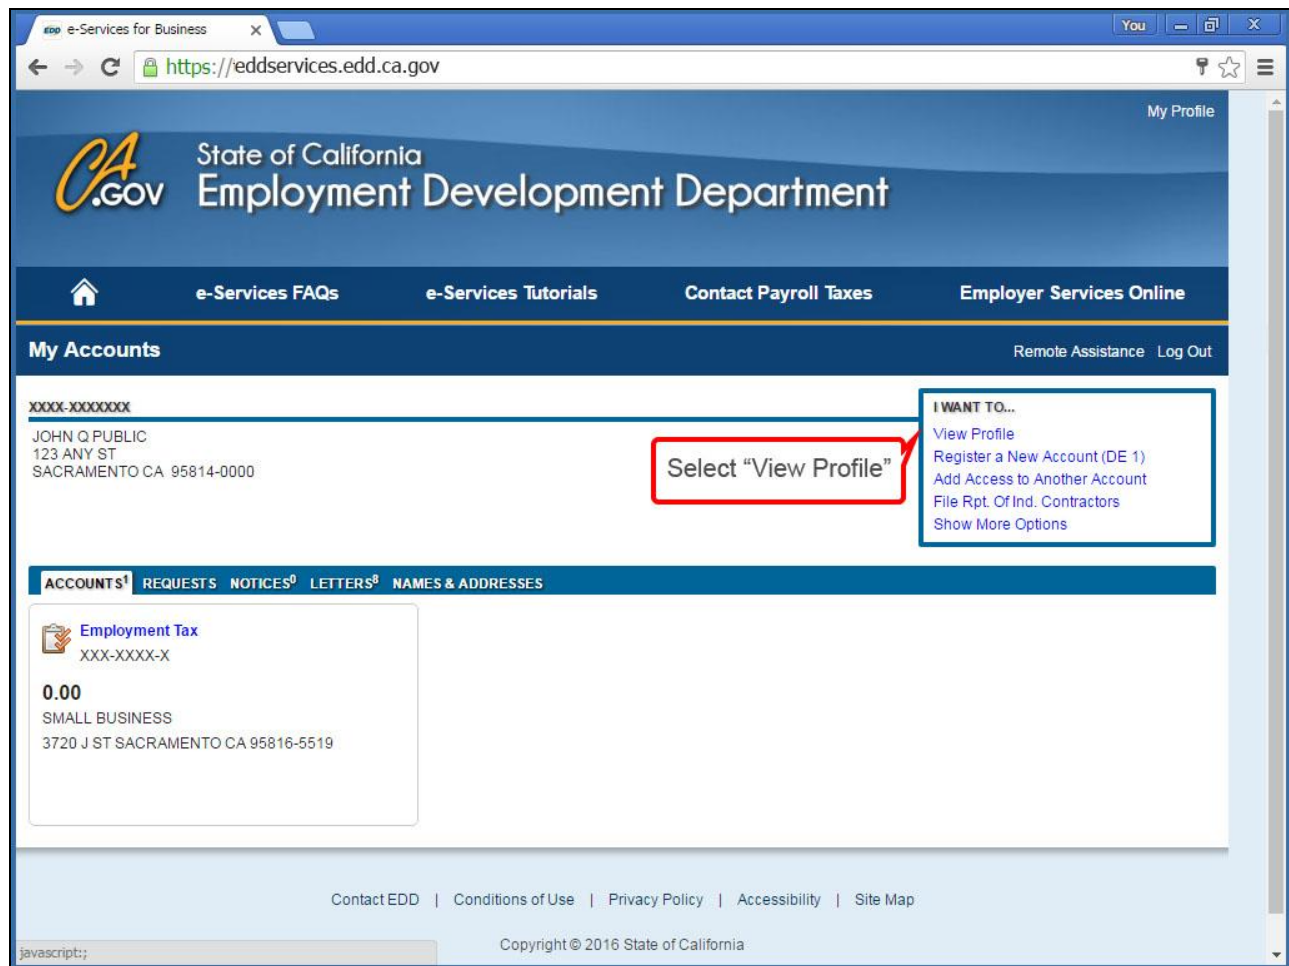 EDD e-Services for Business
You
https://eddservices.edd.ca.gov
My Profile
CA.GOV
State of California
Employment Development Department
e-Services FAQs e-Services Tutorials Contact Payroll Taxes Employer Services Online
My Accounts
Remote Assistance Log Out
XXXX-XXXXXXX
JOHN Q PUBLIC
123 ANY ST
SACRAMENTO CA 95814-0000
Select “View Profile”
I WANT TO...
View Profile
Register a New Account (DE 1)
Add Access to Another Account
File Rpt. Of Ind. Contractors
Show More Options
ACCOUNTS¹ REQUESTS NOTICES⁰ LETTERS⁸ NAMES & ADDRESSES
Employment Tax
XXX-XXXX-X
0.00
SMALL BUSINESS
3720 J ST SACRAMENTO CA 95816-5519
Contact EDD | Conditions of Use | Privacy Policy | Accessibility | Site Map
Copyright © 2016 State of California
javascript:;